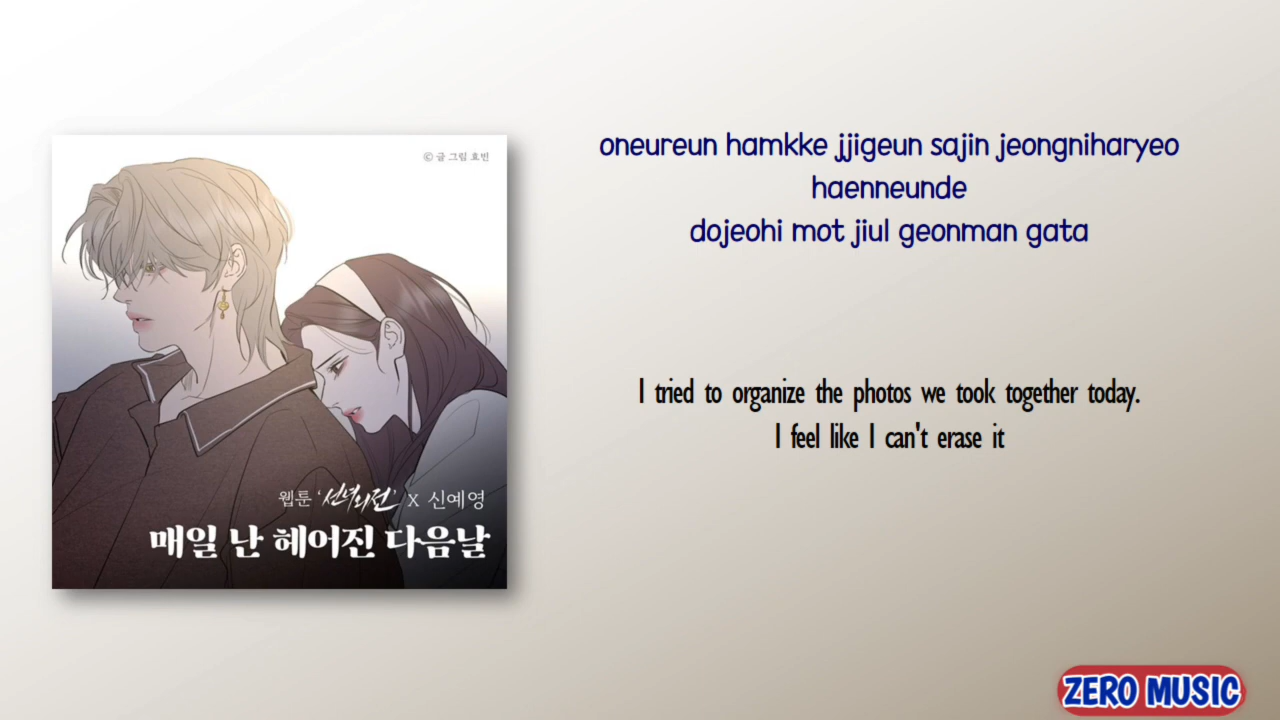 © 글 그림 효빈
웹툰 '선녀외전' X 신예영
매일 난 헤어진 다음날
oneureun hamkke jjigeun sajin jeongniharyeo
haenneunde
dojeohi mot jiul geonman gata
I tried to organize the photos we took together today.
I feel like I can't erase it
ZERO MUSIC